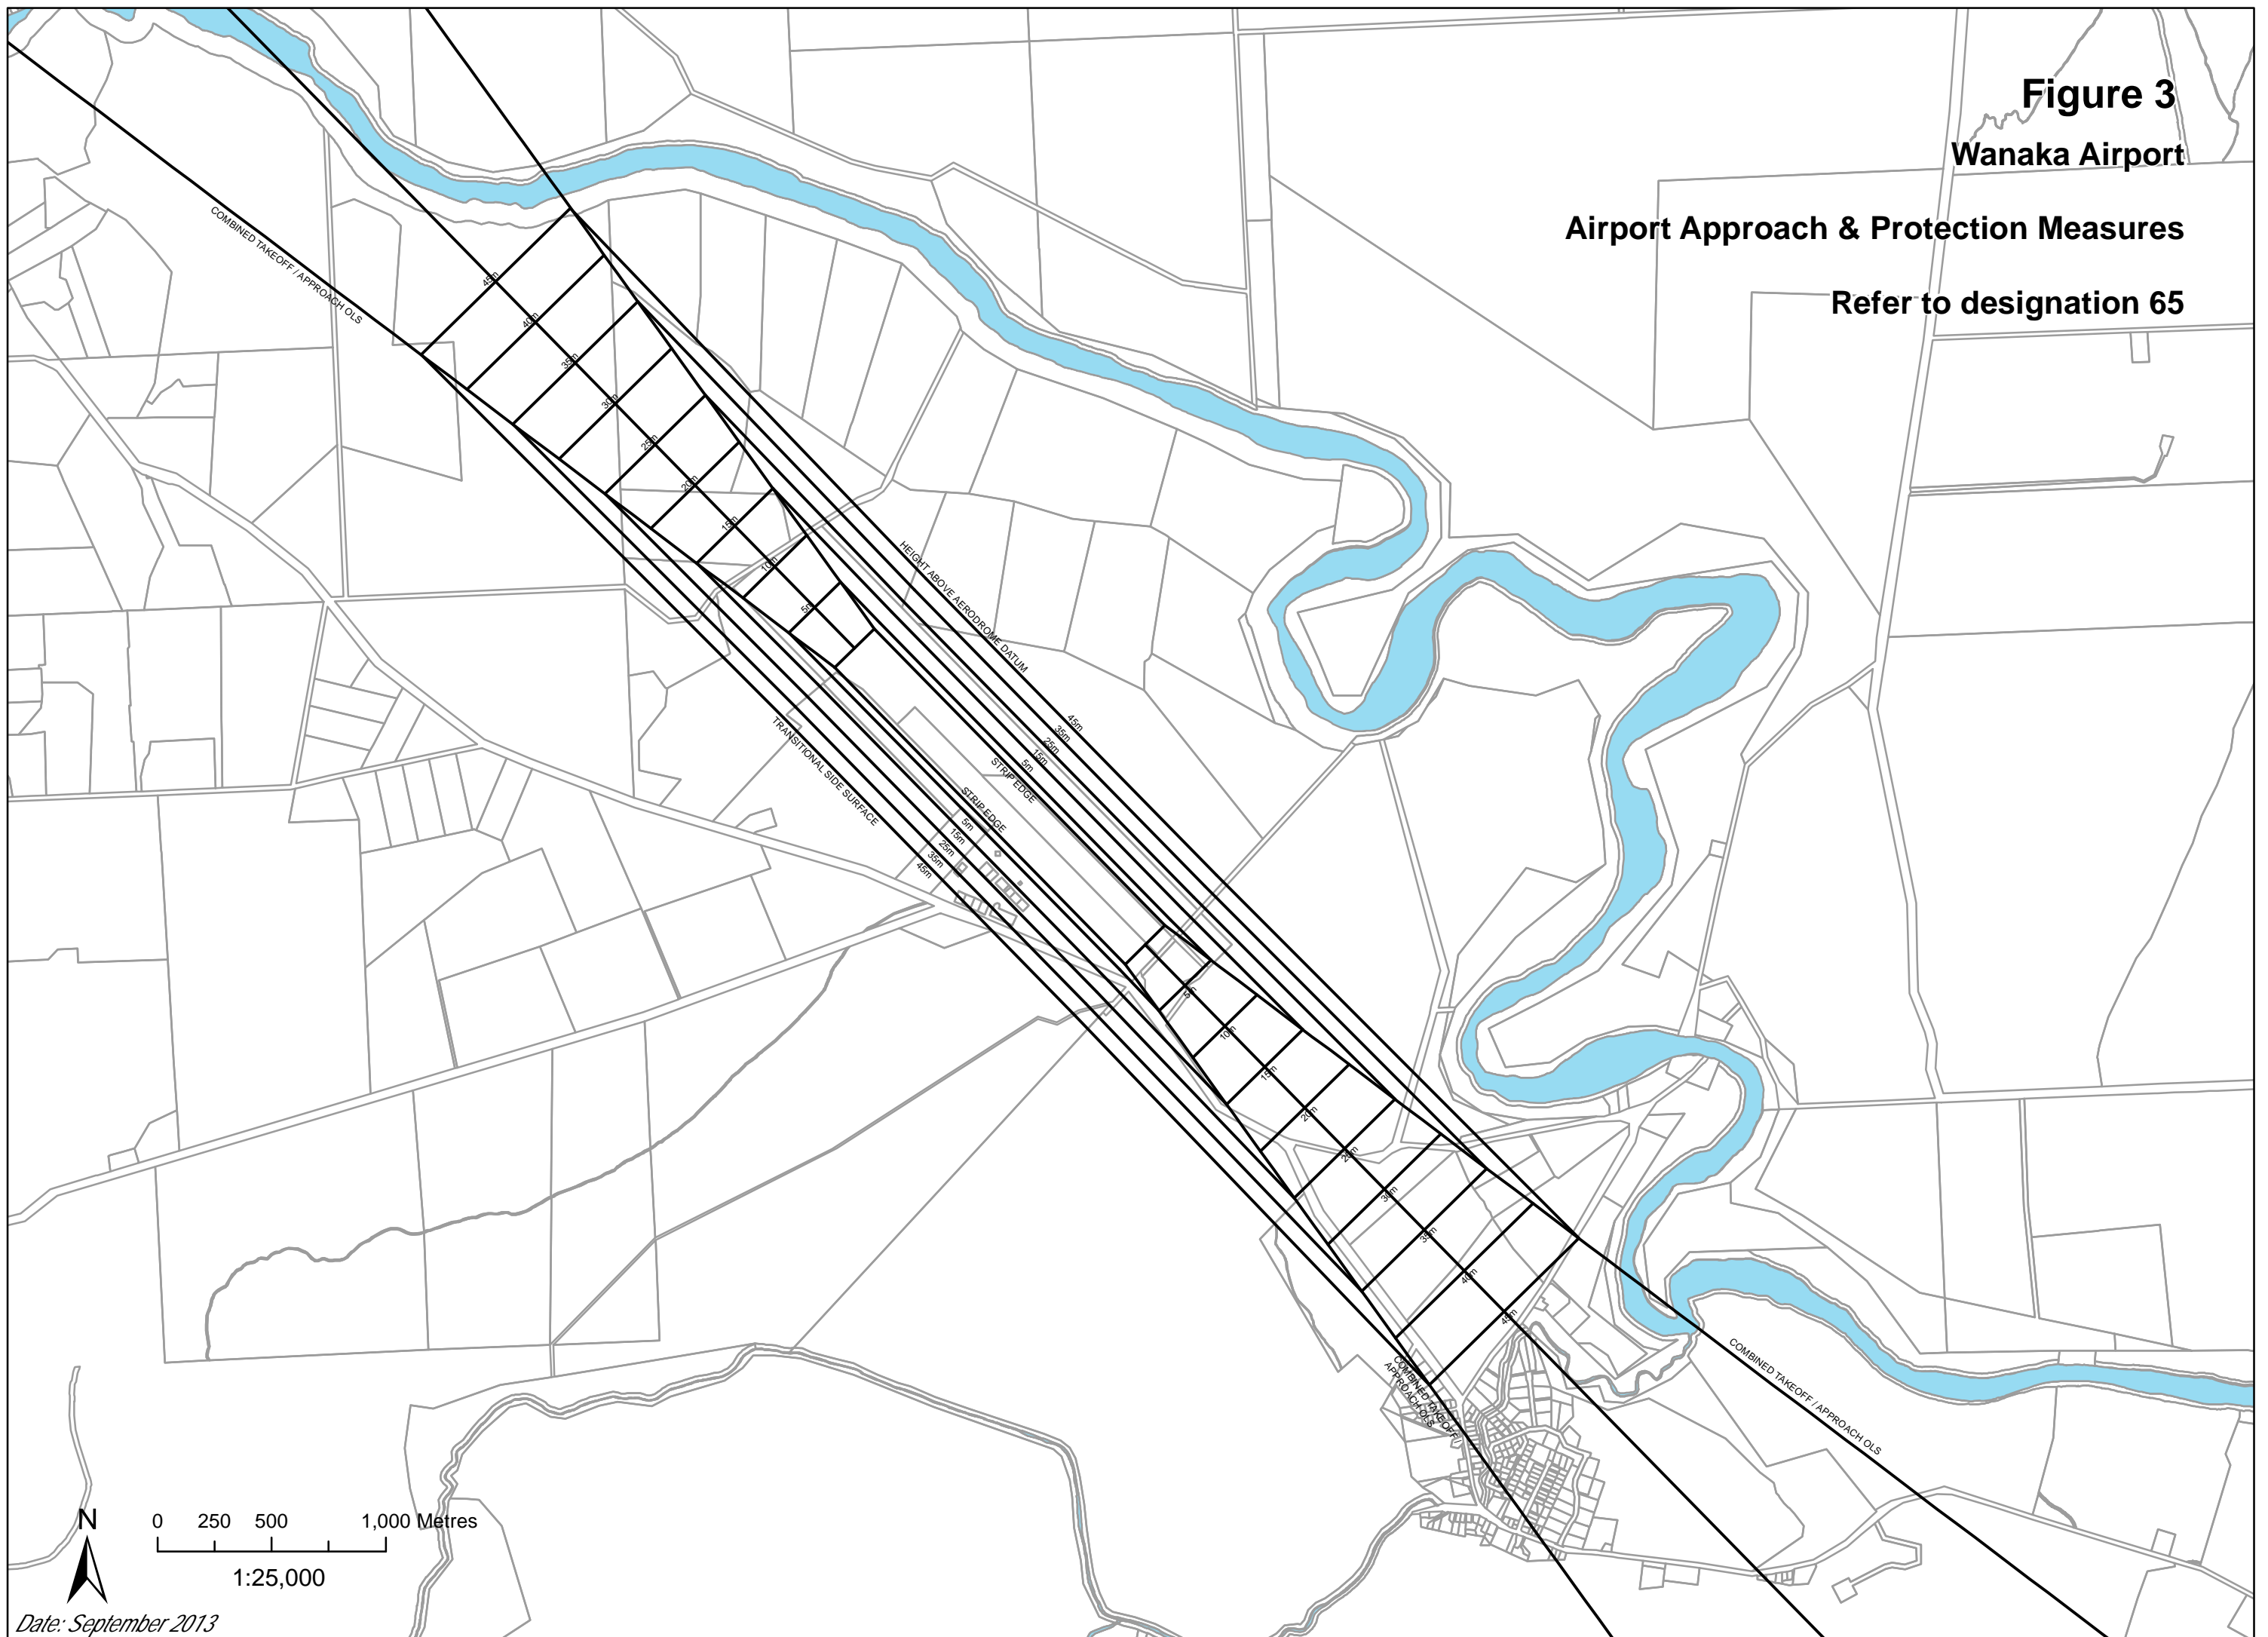 Figure 3
Wanaka Airport
Airport Approach & Protection Measures
Refer to designation 65
COMBINED TAKEOFF / APPROACH OLS
45m
40m
35m
30m
25m
20m
15m
10m
5m
HEIGHT ABOVE AERODROME DATUM
45m
35m
25m
15m
5m
STRIP EDGE
TRANSITIONAL SIDE SURFACE
STRIP EDGE
5m
15m
25m
35m
45m
5m
10m
15m
20m
25m
30m
35m
40m
45m
COMBINED TAKEOFF /
APPROACH OLS
COMBINED TAKEOFF / APPROACH OLS
N
0 250 500 1,000 Metres
1:25,000
Date: September 2013